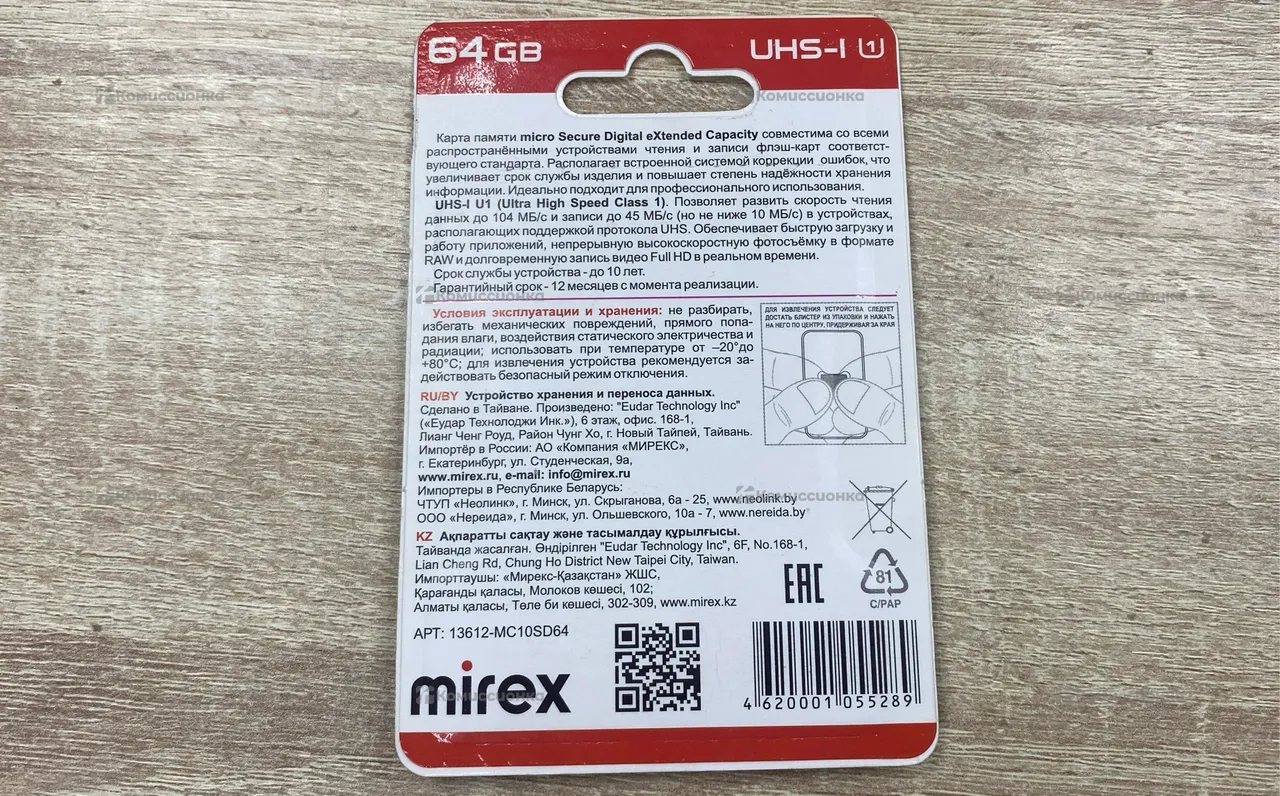 64 GB
UHS-I 1
Карта памяти micro Secure Digital eXtended Capacity совместима со всеми
распространёнными устройствами чтения и записи флэш-карт соответст-
вующего стандарта. Располагает встроенной системой коррекции ошибок, что
увеличивает срок службы изделия и повышает степень надёжности хранения
информации. Идеально подходит для профессионального использования.
UHS-I U1 (Ultra High Speed Class 1). Позволяет развить скорость чтения
данных до 104 МБ/с и записи до 45 МБ/с (но не ниже 10 МБ/с) в устройствах,
располагающих поддержкой протокола UHS. Обеспечивает быструю загрузку и
работу приложений, непрерывную высокоскоростную фотосъёмку в формате
RAW и долговременную запись видео Full HD в реальном времени.
Срок службы устройства - до 10 лет.
Гарантийный срок - 12 месяцев с момента реализации.
Условия эксплуатации и хранения: не разбирать,
избегать механических повреждений, прямого попа-
дания влаги, воздействия статического электричества и
радиации; использовать при температуре от –20°до
+80°С; для извлечения устройства рекомендуется за-
действовать безопасный режим отключения.
ДЛЯ ИЗВЛЕЧЕНИЯ УСТРОЙСТВА СЛЕДУЕТ
ДОСТАТЬ БЛИСТЕР ИЗ УПАКОВКИ И НАЖАТЬ
НА НЕГО ПО ЦЕНТРУ, ПРИДЕРЖИВАЯ ЗА КРАЯ
RU/BY Устройство хранения и переноса данных.
Сделано в Тайване. Произведено: "Eudar Technology Inc"
(«Еудар Технолоджи Инк.»), 6 этаж, офис. 168-1,
Лианг Ченг Роуд, Район Чунг Хо, г. Новый Тайпей, Тайвань.
Импортёр в России: АО «Компания «МИРЕКС»,
г. Екатеринбург, ул. Студенческая, 9а,
www.mirex.ru, e-mail: info@mirex.ru
Импортеры в Республике Беларусь:
ЧТУП «Неолинк», г. Минск, ул. Скрыганова, 6а - 25, www.neolink.by
ООО «Нереида», г. Минск, ул. Ольшевского, 10а - 7, www.nereida.by
KZ Ақпаратты сақтау және тасымалдау құрылғысы.
Тайванда жасалған. Өндірілген "Eudar Technology Inc", 6F, No.168-1,
Lian Cheng Rd, Chung Ho District New Taipei City, Taiwan.
Импорттаушы: «Мирекс-Қазақстан» ЖШС,
Қарағанды қаласы, Молоков көшесі, 102;
Алматы қаласы, Төле би көшесі, 302-309, www.mirex.kz
EAC
81
C/PAP
АРТ: 13612-MC10SD64
mirex
4 620001 055289
Комиссионка
Комиссионка
Комиссионка
Комиссионка
Комиссионка
Комиссионка
Комиссионка
Комиссионка